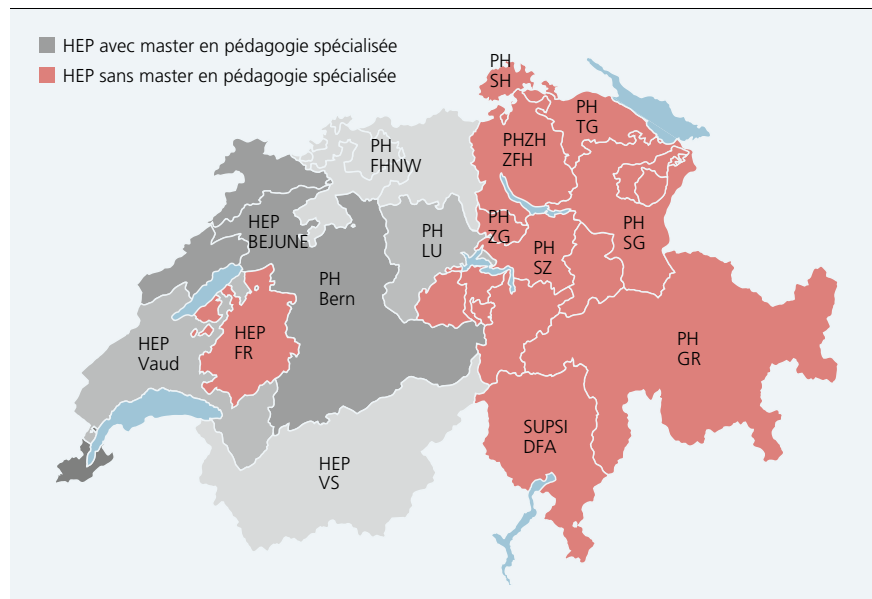 HEP avec master en pédagogie spécialisée
HEP sans master en pédagogie spécialisée
PH
SH
PH
TG
PHZH
ZFH
PH
FHNW
HEP
BEJUNE
PH
LU
PH
ZG
PH
SZ
PH
SG
PH
Bern
HEP
FR
HEP
Vaud
PH
GR
SUPSI
DFA
HEP
VS